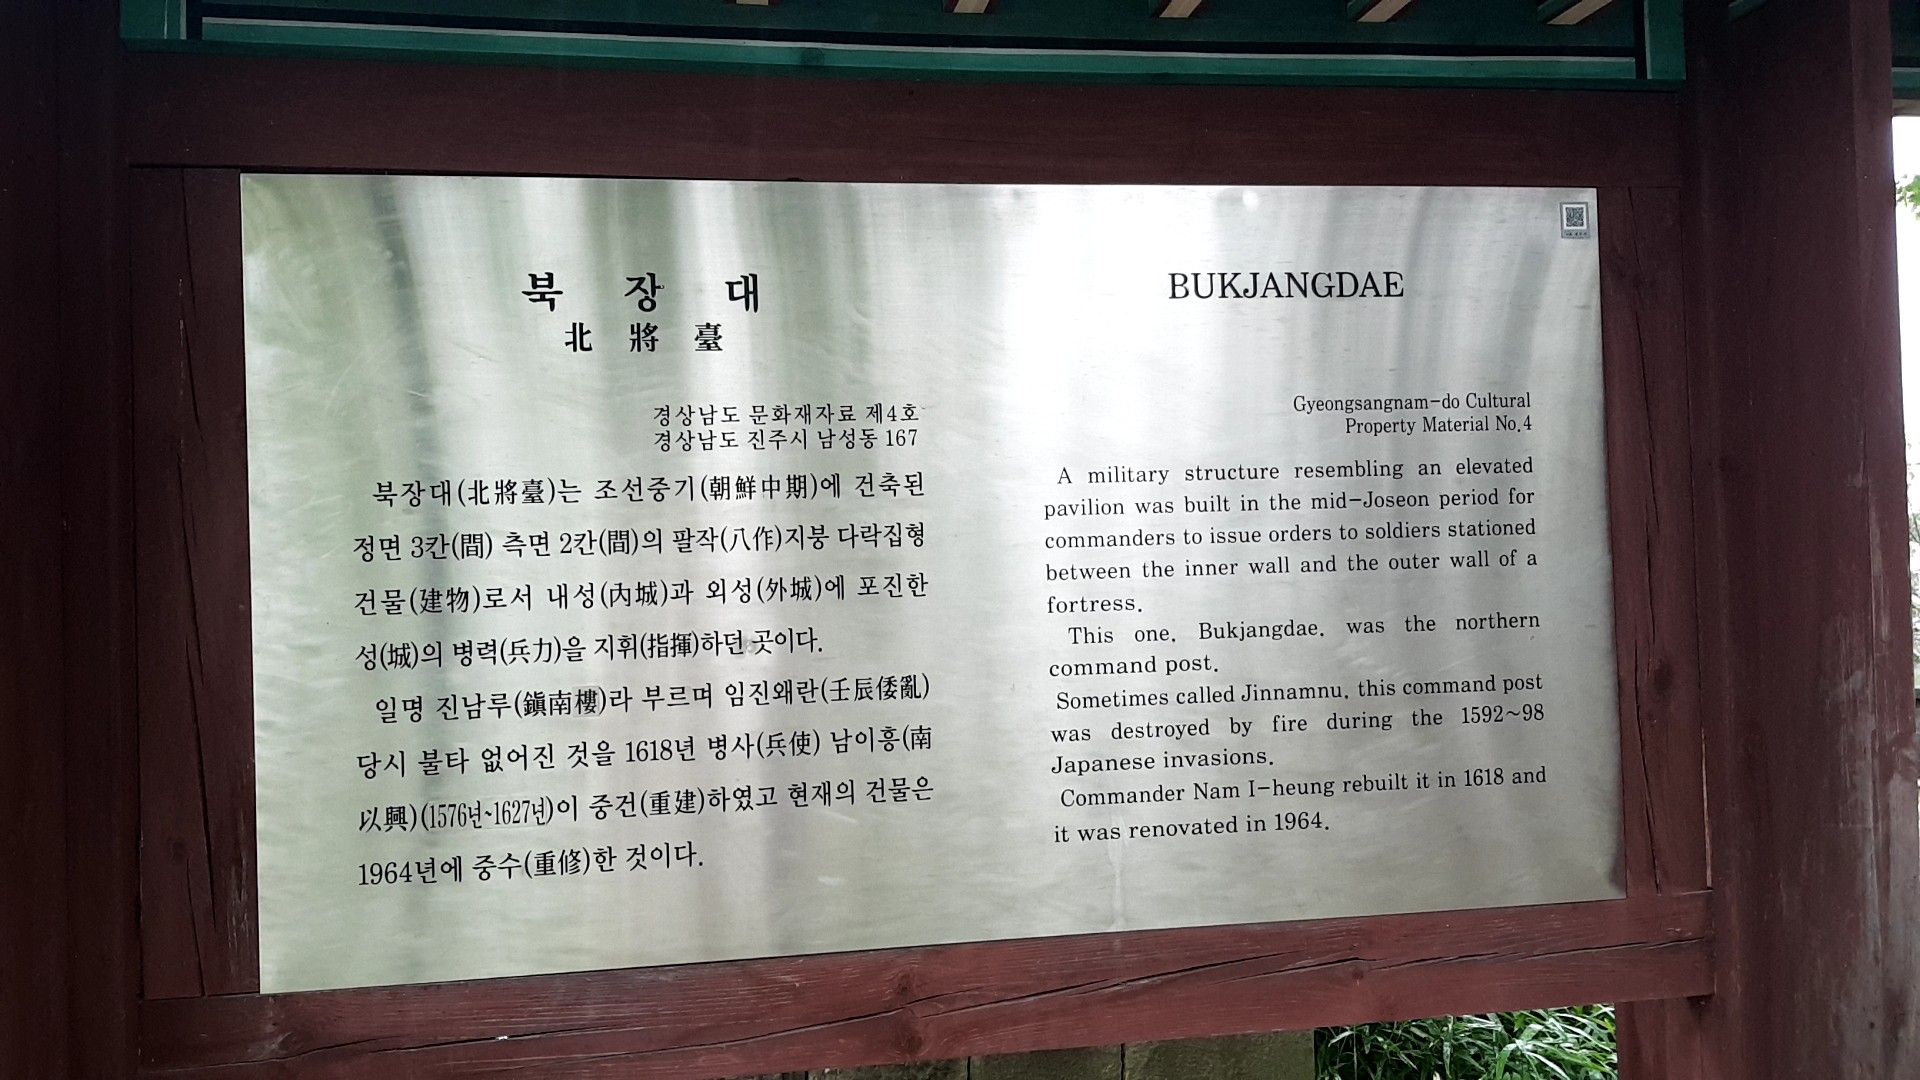 북 장 대
北 將 臺
경상남도 문화재자료 제4호
경상남도 진주시 남성동 167
북장대(北將臺)는 조선중기(朝鮮中期)에 건축된
정면 3칸(間) 측면 2칸(間)의 팔작(八作)지붕 다락집형
건물(建物)로서 내성(內城)과 외성(外城)에 포진한
성(城)의 병력(兵力)을 지휘(指揮)하던 곳이다.
일명 진남루(鎭南樓)라 부르며 임진왜란(壬辰倭亂)
당시 불타 없어진 것을 1618년 병사(兵使) 남이흥(南
以興)(1576년~1627년)이 중건(重建)하였고 현재의 건물은
1964년에 중수(重修)한 것이다.
BUKJANGDAE
Gyeongsangnam-do Cultural
Property Material No.4
A military structure resembling an elevated
pavilion was built in the mid-Joseon period for
commanders to issue orders to soldiers stationed
between the inner wall and the outer wall of a
fortress.
This one, Bukjangdae, was the northern
command post.
Sometimes called Jinnamnu, this command post
was destroyed by fire during the 1592~98
Japanese invasions.
Commander Nam I-heung rebuilt it in 1618 and
it was renovated in 1964.